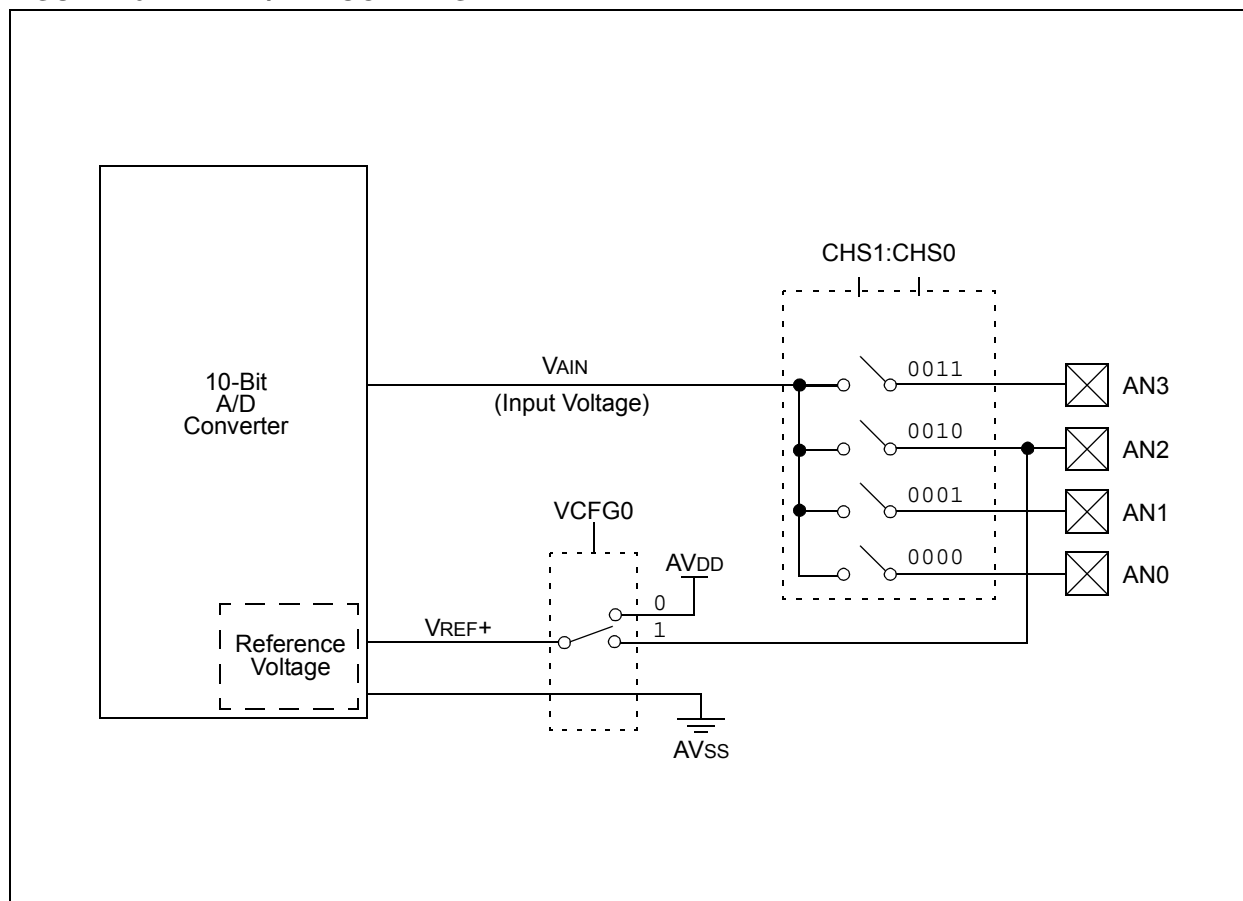 CHS1:CHS0
VAIN
(Input Voltage)
10-Bit
A/D
Converter
0011
AN3
0010
AN2
0001
AN1
0000
AN0
VCFG0
AVDD
0
1
VREF+
Reference
Voltage
AVSS